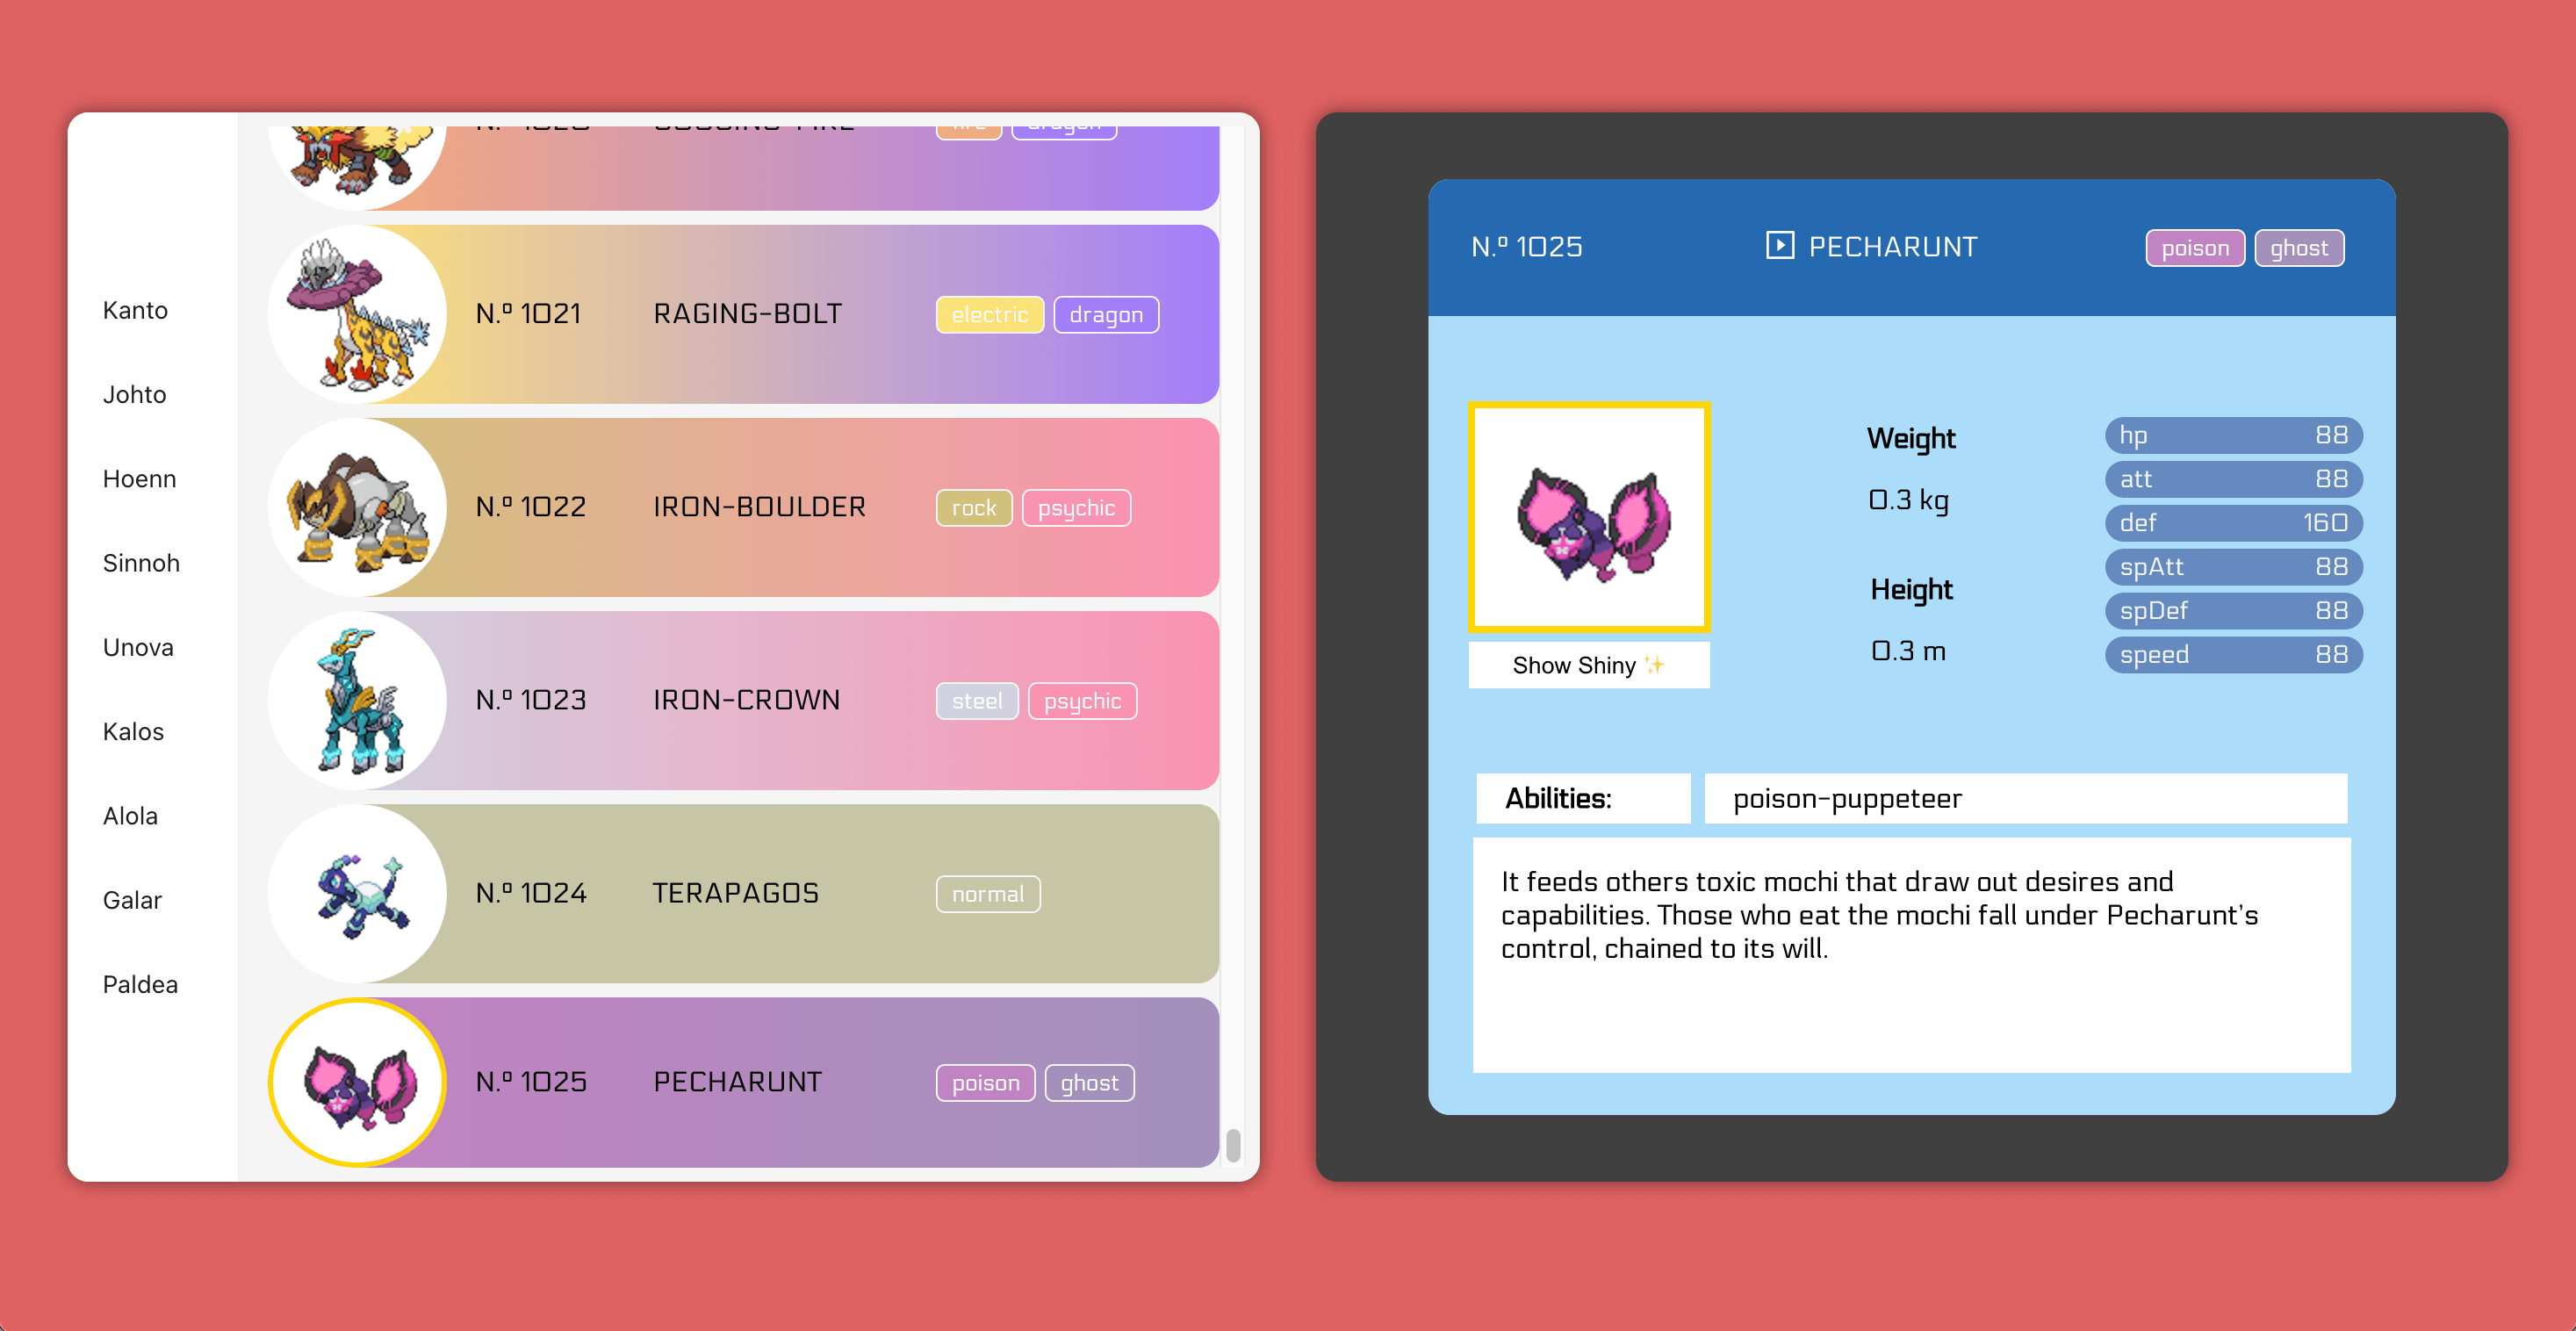 Kanto
Johto
Hoenn
Sinnoh
Unova
Kalos
Alola
Galar
Paldea
dragon
N.º 1021 RAGING-BOLT electric dragon
N.º 1022 IRON-BOULDER rock psychic
N.º 1023 IRON-CROWN steel psychic
N.º 1024 TERAPAGOS normal
N.º 1025 PECHARUNT poison ghost
N.º 1025 PECHARUNT poison ghost
Show Shiny ✨
Weight
0.3 kg
Height
0.3 m
hp 88
att 88
def 160
spAtt 88
spDef 88
speed 88
Abilities: poison-puppeteer
It feeds others toxic mochi that draw out desires and
capabilities. Those who eat the mochi fall under Pecharunt’s
control, chained to its will.